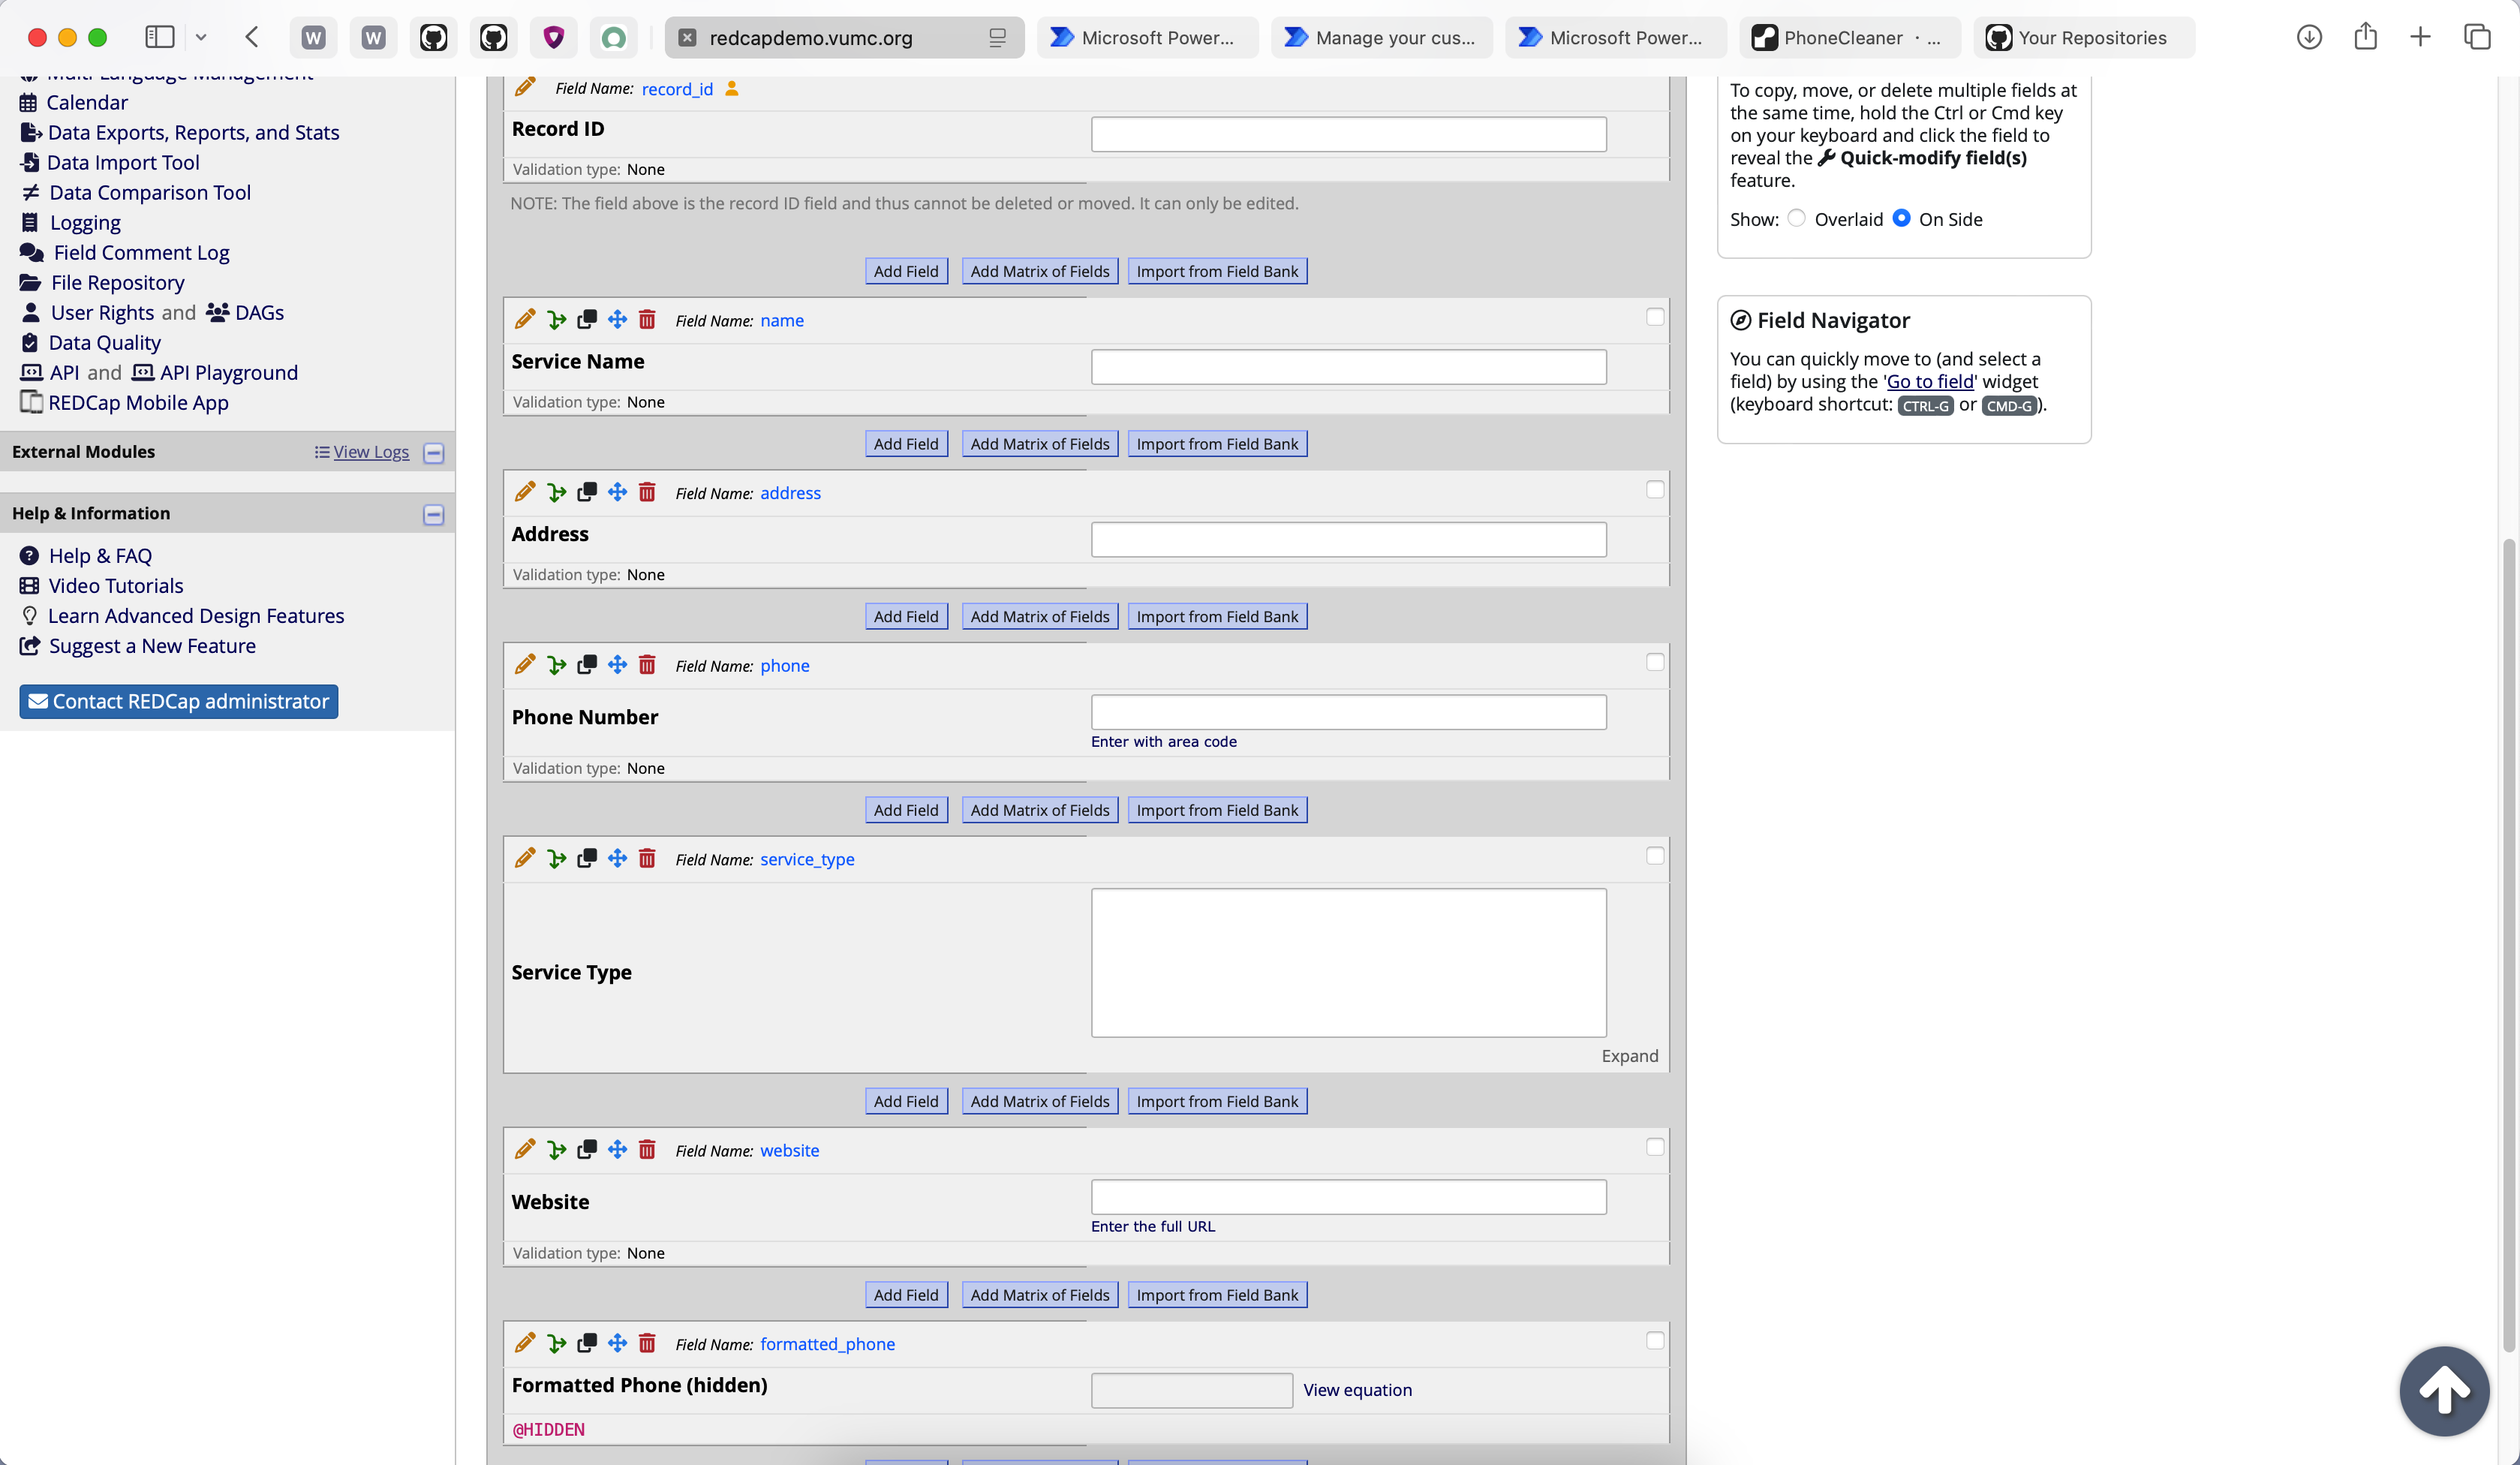 W
W
redcapdemo.vumc.org
Microsoft Power...
Manage your cus...
Microsoft Power...
PhoneCleaner · ...
Your Repositories
Multi-Language Management
Calendar
Data Exports, Reports, and Stats
Data Import Tool
Data Comparison Tool
Logging
Field Comment Log
File Repository
User Rights and DAGs
Data Quality
API and API Playground
REDCap Mobile App
External Modules
View Logs
Help & Information
Help & FAQ
Video Tutorials
Learn Advanced Design Features
Suggest a New Feature
Contact REDCap administrator
Field Name: record_id
Record ID
Validation type: None
NOTE: The field above is the record ID field and thus cannot be deleted or moved. It can only be edited.
Add Field Add Matrix of Fields Import from Field Bank
Field Name: name
Service Name
Validation type: None
Add Field Add Matrix of Fields Import from Field Bank
Field Name: address
Address
Validation type: None
Add Field Add Matrix of Fields Import from Field Bank
Field Name: phone
Phone Number
Enter with area code
Validation type: None
Add Field Add Matrix of Fields Import from Field Bank
Field Name: service_type
Service Type
Expand
Add Field Add Matrix of Fields Import from Field Bank
Field Name: website
Website
Enter the full URL
Validation type: None
Add Field Add Matrix of Fields Import from Field Bank
Field Name: formatted_phone
Formatted Phone (hidden)
View equation
@HIDDEN
To copy, move, or delete multiple fields at
the same time, hold the Ctrl or Cmd key
on your keyboard and click the field to
reveal the Quick-modify field(s)
feature.
Show: Overlaid On Side
Field Navigator
You can quickly move to (and select a
field) by using the 'Go to field' widget
(keyboard shortcut: CTRL-G or CMD-G).